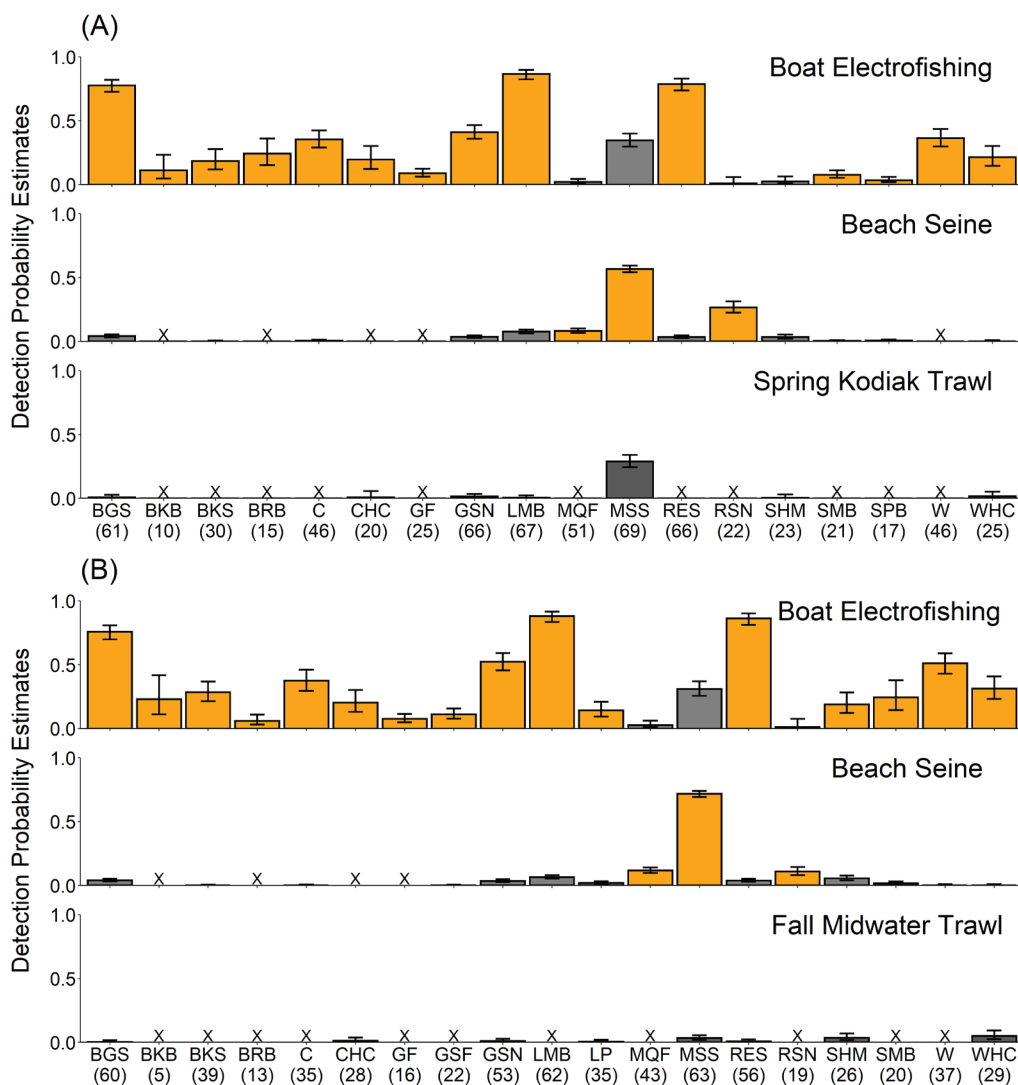 (A)
Boat Electrofishing
1.0
0.5
0.0
Beach Seine
1.0
0.5
X X X X X
0.0
Spring Kodiak Trawl
1.0
0.5
X X X X X X X X X X X
0.0
Detection Probability Estimates
BGS BKB BKS BRB C CHC GF GSN LMB MQF MSS RES RSN SHM SMB SPB W WHC
(61) (10) (30) (15) (46) (20) (25) (66) (67) (51) (69) (66) (22) (23) (21) (17) (46) (25)
(B)
Boat Electrofishing
1.0
0.5
0.0
Beach Seine
1.0
0.5
X X X X
0.0
Fall Midwater Trawl
1.0
0.5
X X X X X X X X X X X
0.0
Detection Probability Estimates
BGS BKB BKS BRB C CHC GF GSF GSN LMB LP MQF MSS RES RSN SHM SMB W WHC
(60) (5) (39) (13) (35) (28) (16) (22) (53) (62) (35) (43) (63) (56) (19) (26) (20) (37) (29)